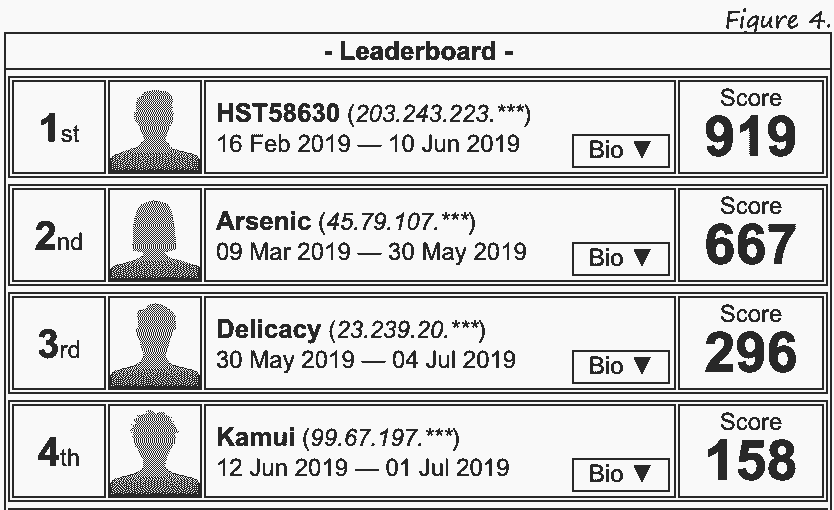 Figure 4.
- Leaderboard -
1st
HST58630 (203.243.223.***)
16 Feb 2019 — 10 Jun 2019
Bio ▼
Score
919
2nd
Arsenic (45.79.107.***)
09 Mar 2019 — 30 May 2019
Bio ▼
Score
667
3rd
Delicacy (23.239.20.***)
30 May 2019 — 04 Jul 2019
Bio ▼
Score
296
4th
Kamui (99.67.197.***)
12 Jun 2019 — 01 Jul 2019
Bio ▼
Score
158